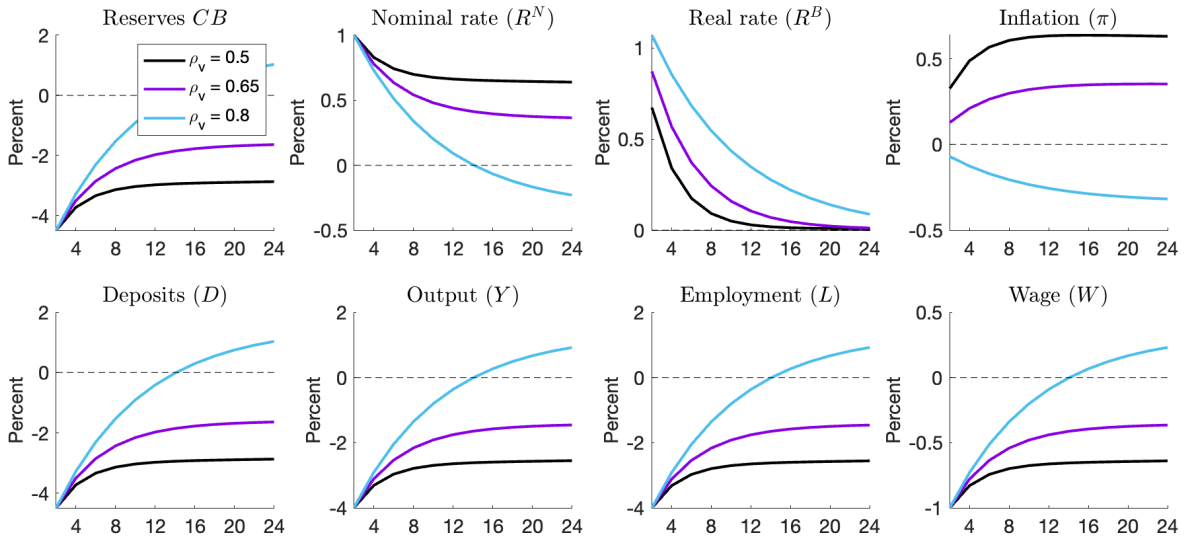 Reserves CB
Nominal rate (R^N)
Real rate (R^B)
Inflation (π)
Percent
2
0
-2
-4
ρ_v = 0.5
ρ_v = 0.65
ρ_v = 0.8
4 8 12 16 20 24
Percent
1
0.5
0
-0.5
4 8 12 16 20 24
Percent
1
0.5
0
4 8 12 16 20 24
Percent
0.5
0
-0.5
4 8 12 16 20 24
Deposits (D)
Output (Y)
Employment (L)
Wage (W)
Percent
2
0
-2
-4
4 8 12 16 20 24
Percent
2
0
-2
-4
4 8 12 16 20 24
Percent
2
0
-2
-4
4 8 12 16 20 24
Percent
0.5
0
-0.5
-1
4 8 12 16 20 24